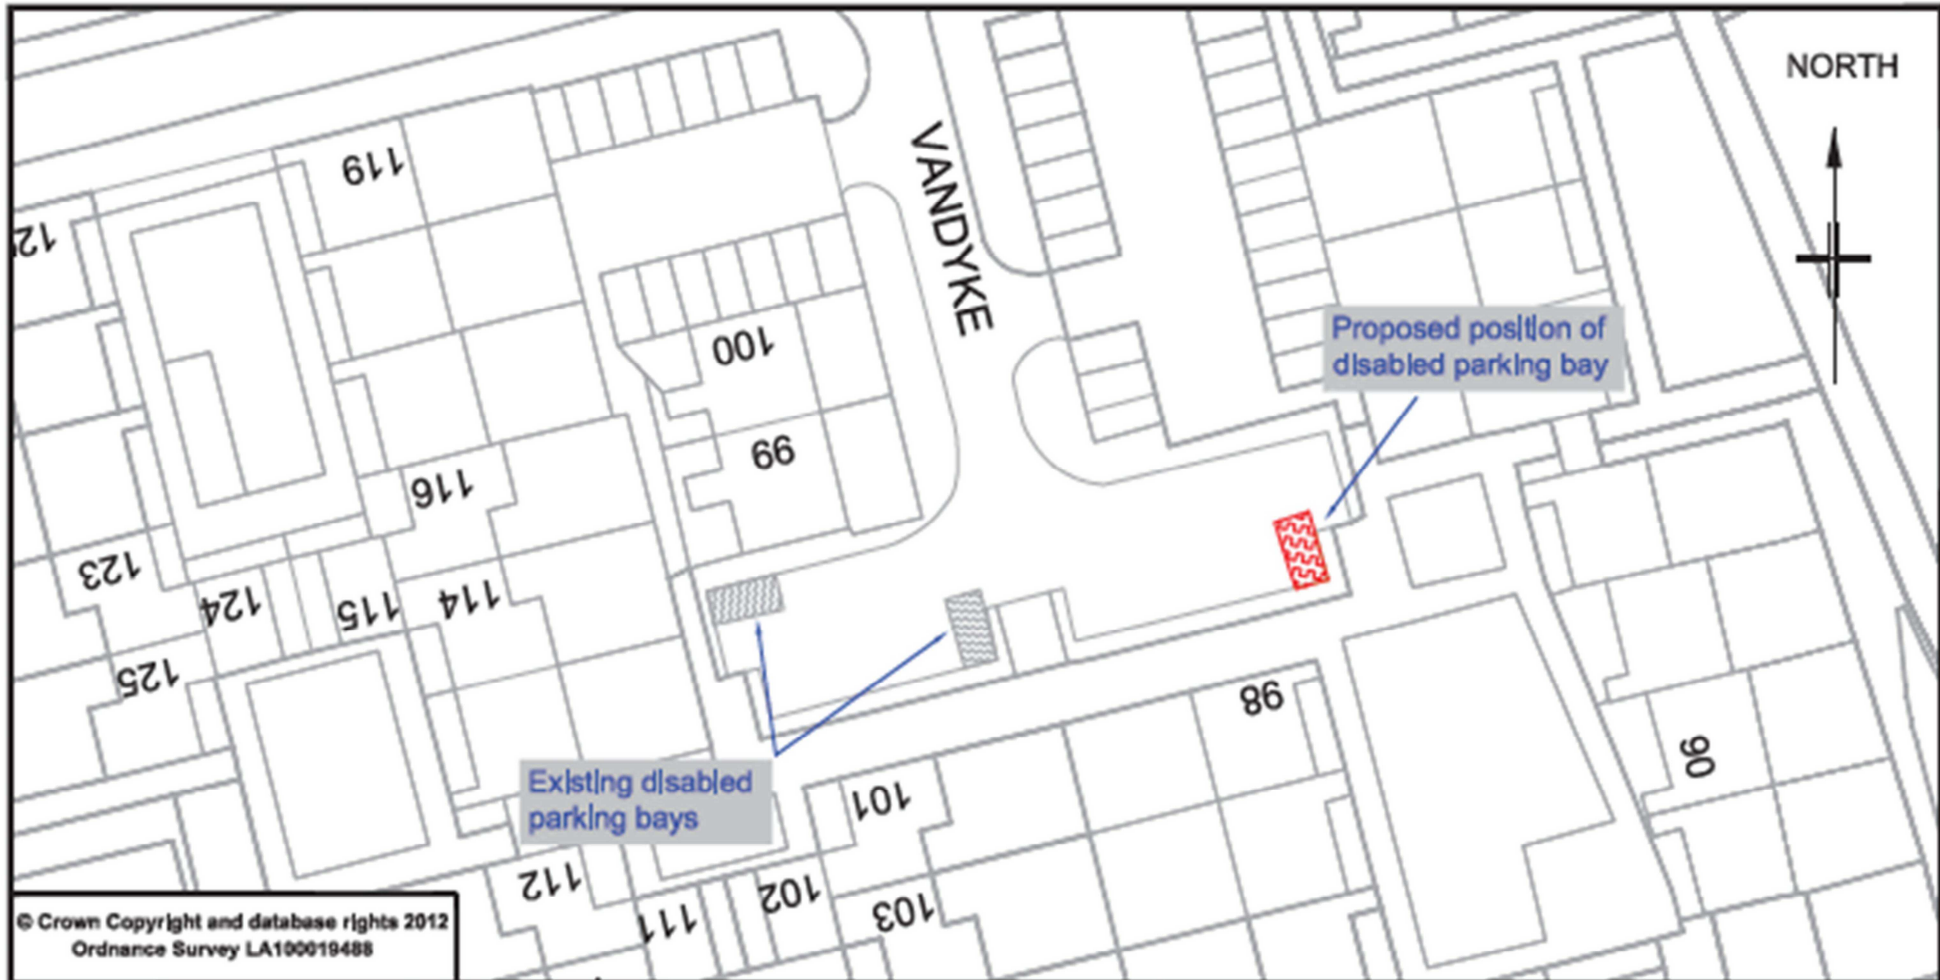 NORTH
119
VANDYKE
12
100
Proposed position of
disabled parking bay
99
116
123
124
115
114
125
98
90
Existing disabled
parking bays
101
112
111
102
103
© Crown Copyright and database rights 2012
Ordnance Survey LA100019488